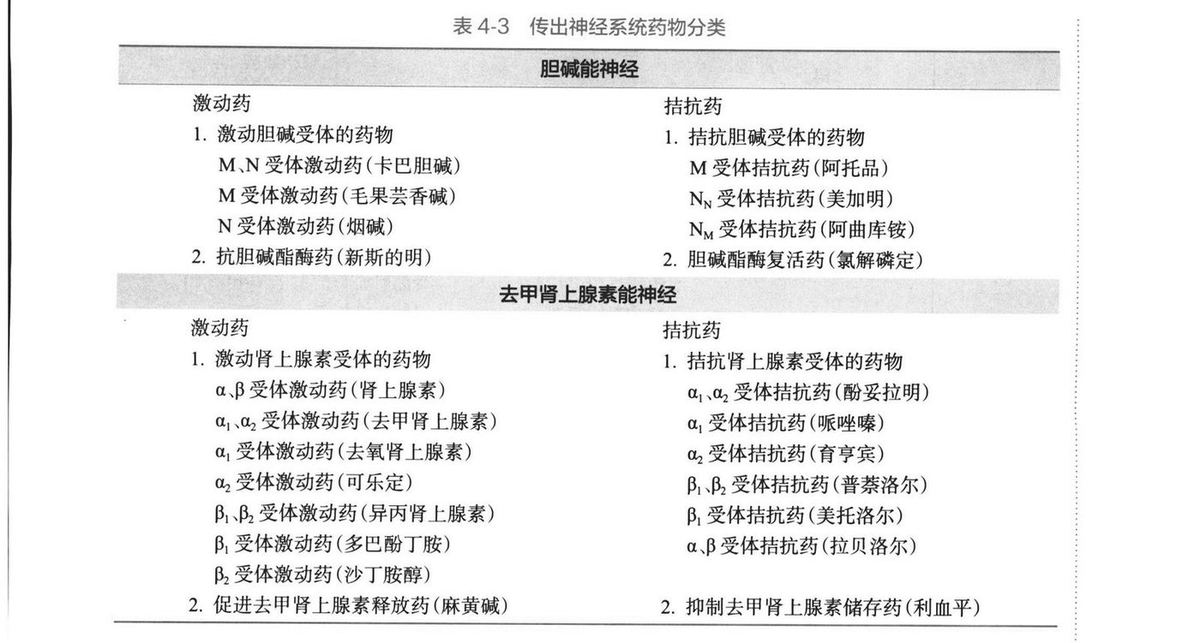 表 4-3 传出神经系统药物分类
胆碱能神经
激动药
1. 激动胆碱受体的药物
M、N 受体激动药(卡巴胆碱)
M 受体激动药(毛果芸香碱)
N 受体激动药(烟碱)
2. 抗胆碱酯酶药(新斯的明)
拮抗药
1. 拮抗胆碱受体的药物
M 受体拮抗药(阿托品)
N<sub>N</sub> 受体拮抗药(美加明)
N<sub>M</sub> 受体拮抗药(阿曲库铵)
2. 胆碱酯酶复活药(氯解磷定)
去甲肾上腺素能神经
激动药
1. 激动肾上腺素受体的药物
α、β 受体激动药(肾上腺素)
α₁、α₂ 受体激动药(去甲肾上腺素)
α₁ 受体激动药(去氧肾上腺素)
α₂ 受体激动药(可乐定)
β₁、β₂ 受体激动药(异丙肾上腺素)
β₁ 受体激动药(多巴酚丁胺)
β₂ 受体激动药(沙丁胺醇)
2. 促进去甲肾上腺素释放药(麻黄碱)
拮抗药
1. 拮抗肾上腺素受体的药物
α₁、α₂ 受体拮抗药(酚妥拉明)
α₁ 受体拮抗药(哌唑嗪)
α₂ 受体拮抗药(育亨宾)
β₁、β₂ 受体拮抗药(普萘洛尔)
β₁ 受体拮抗药(美托洛尔)
α、β 受体拮抗药(拉贝洛尔)
2. 抑制去甲肾上腺素储存药(利血平)